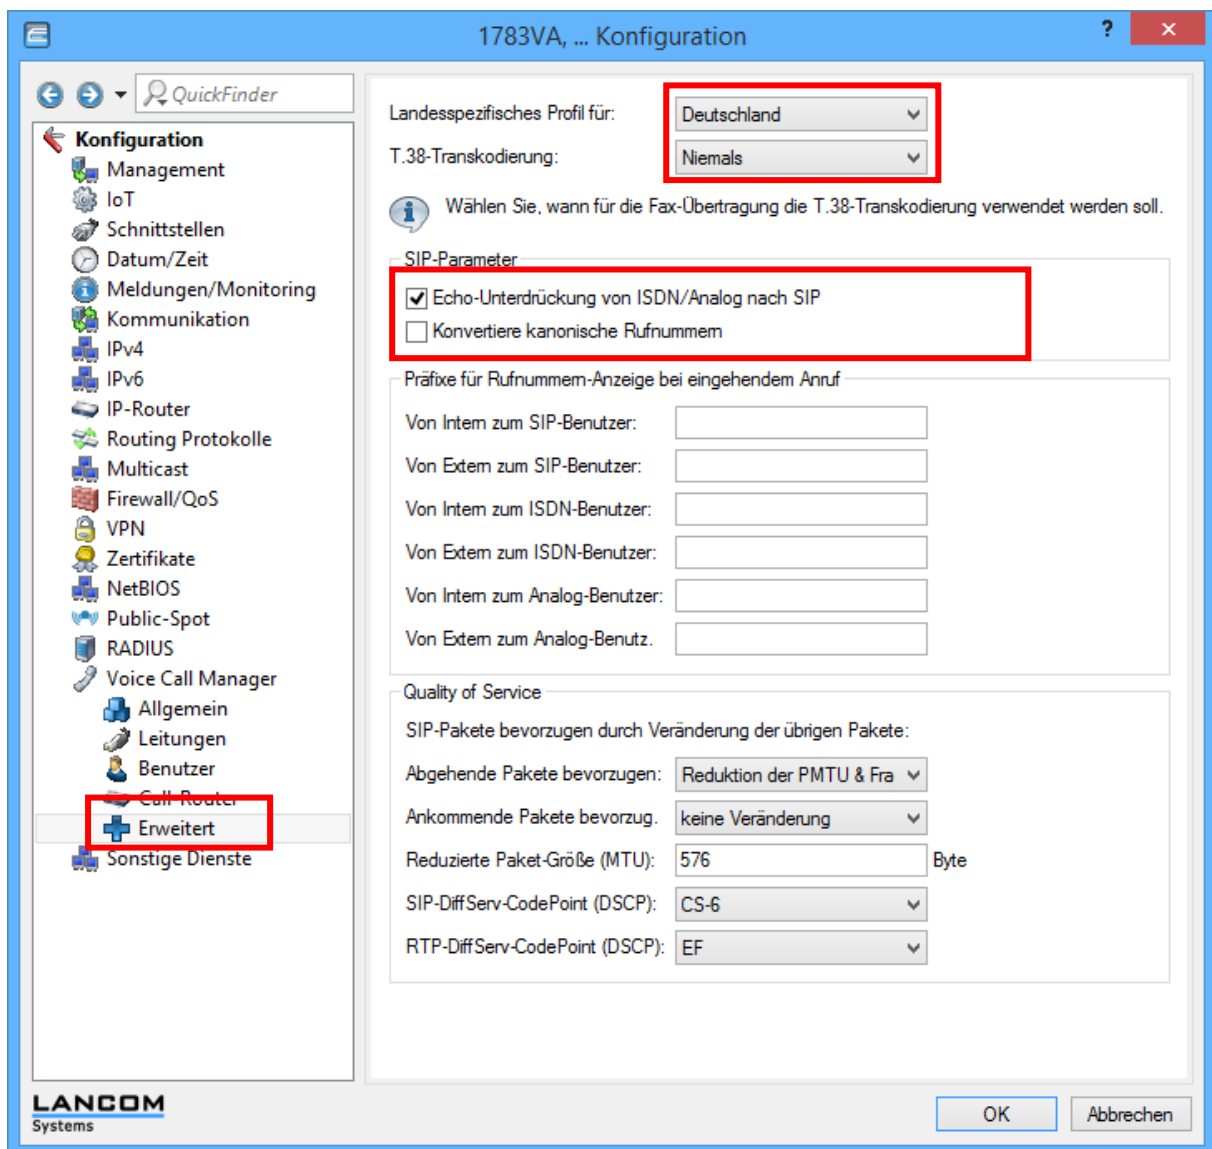 1783VA, ... Konfiguration
?
QuickFinder
Konfiguration
Management
IoT
Schnittstellen
Datum/Zeit
Meldungen/Monitoring
Kommunikation
IPv4
IPv6
IP-Router
Routing Protokolle
Multicast
Firewall/QoS
VPN
Zertifikate
NetBIOS
Public-Spot
RADIUS
Voice Call Manager
Allgemein
Leitungen
Benutzer
Call-Router
Erweitert
Sonstige Dienste
Landesspezifisches Profil für: Deutschland
T.38-Transkodierung: Niemals
Wählen Sie, wann für die Fax-Übertragung die T.38-Transkodierung verwendet werden soll.
SIP-Parameter
Echo-Unterdrückung von ISDN/Analog nach SIP
Konvertiere kanonische Rufnummern
Präfixe für Rufnummern-Anzeige bei eingehendem Anruf
Von Intern zum SIP-Benutzer:
Von Extern zum SIP-Benutzer:
Von Intern zum ISDN-Benutzer:
Von Extern zum ISDN-Benutzer:
Von Intern zum Analog-Benutzer:
Von Extern zum Analog-Benutz.
Quality of Service
SIP-Pakete bevorzugen durch Veränderung der übrigen Pakete:
Abgehende Pakete bevorzugen: Reduktion der PMTU & Fra
Ankommende Pakete bevorzug. keine Veränderung
Reduzierte Paket-Größe (MTU): 576 Byte
SIP-DiffServ-CodePoint (DSCP): CS-6
RTP-DiffServ-CodePoint (DSCP): EF
LANCOM
Systems
OK Abbrechen